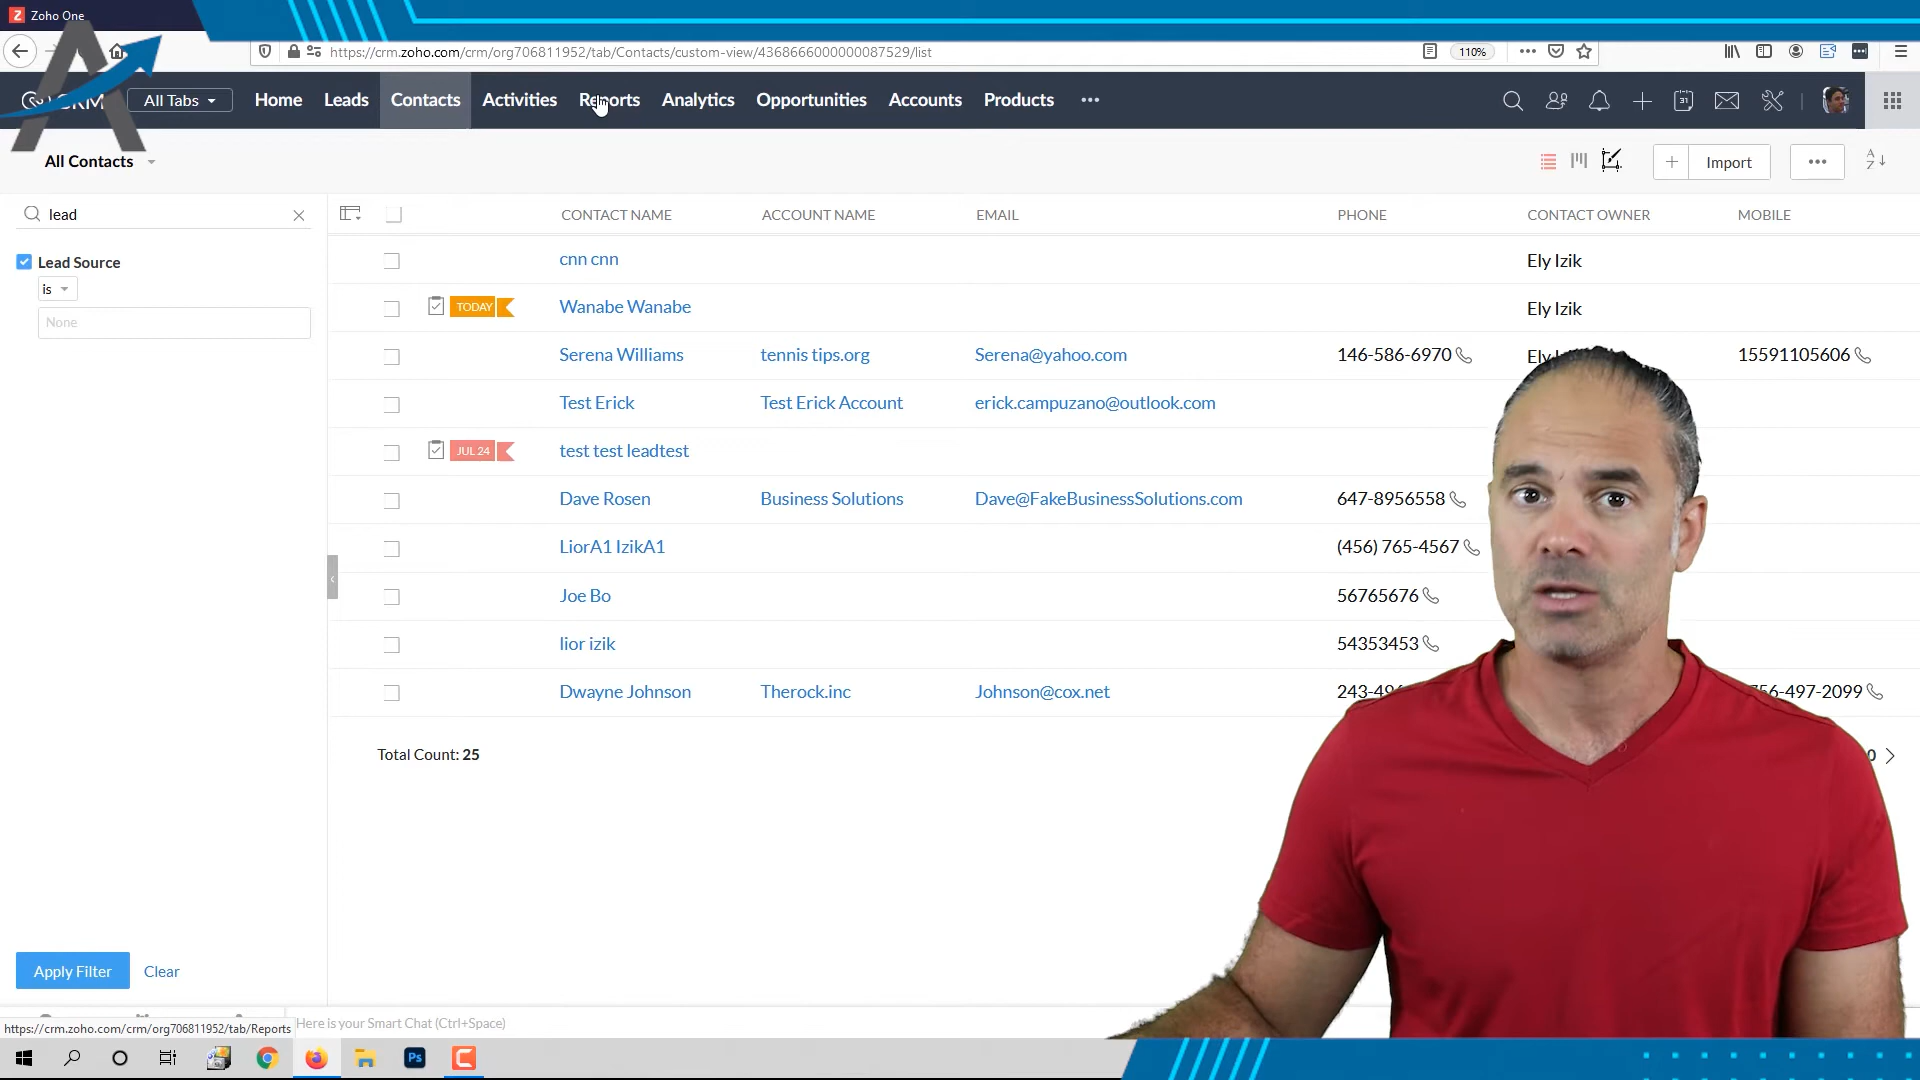 Zoho One
https://crm.zoho.com/crm/org706811952/tab/Contacts/custom-view/4368666000000087529/list
110%
CRM
All Tabs
Home
Leads
Contacts
Activities
Reports
Analytics
Opportunities
Accounts
Products
31
All Contacts
Import
A
Z
lead
CONTACT NAME
ACCOUNT NAME
EMAIL
PHONE
CONTACT OWNER
MOBILE
Lead Source
is
None
cnn cnn
Ely Izik
TODAY
Wanabe Wanabe
Ely Izik
Serena Williams
tennis tips.org
Serena@yahoo.com
146-586-6970
Ely
15591105606
Test Erick
Test Erick Account
erick.campuzano@outlook.com
JUL 24
test test leadtest
Dave Rosen
Business Solutions
Dave@FakeBusinessSolutions.com
647-8956558
LiorA1 IzikA1
(456) 765-4567
Joe Bo
56765676
lior izik
54353453
Dwayne Johnson
Therock.inc
Johnson@cox.net
Total Count: 25
Apply Filter
Clear
https://crm.zoho.com/crm/org706811952/tab/Reports
Here is your Smart Chat (Ctrl+Space)
Ps